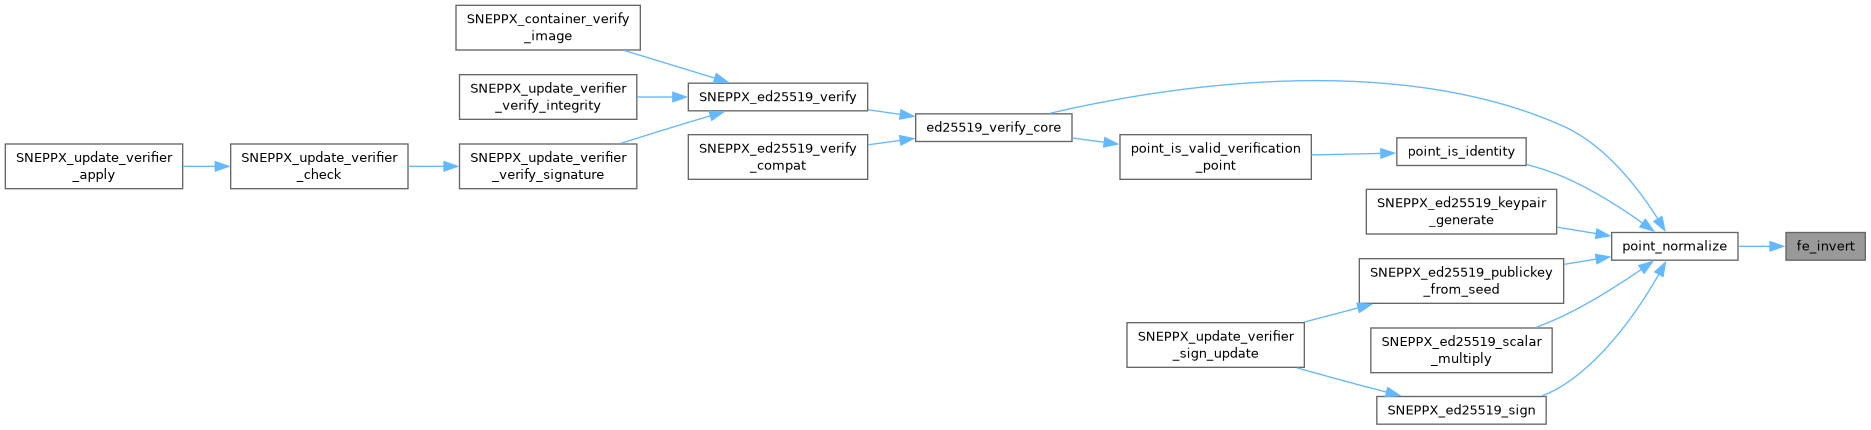 SNEPPX_container_verify
_image
SNEPPX_update_verifier
_verify_integrity
SNEPPX_ed25519_verify
ed25519_verify_core
SNEPPX_update_verifier
_apply
SNEPPX_update_verifier
_check
SNEPPX_update_verifier
_verify_signature
SNEPPX_ed25519_verify
_compat
point_is_valid_verification
_point
point_is_identity
SNEPPX_ed25519_keypair
_generate
point_normalize
fe_invert
SNEPPX_ed25519_publickey
_from_seed
SNEPPX_update_verifier
_sign_update
SNEPPX_ed25519_scalar
_multiply
SNEPPX_ed25519_sign